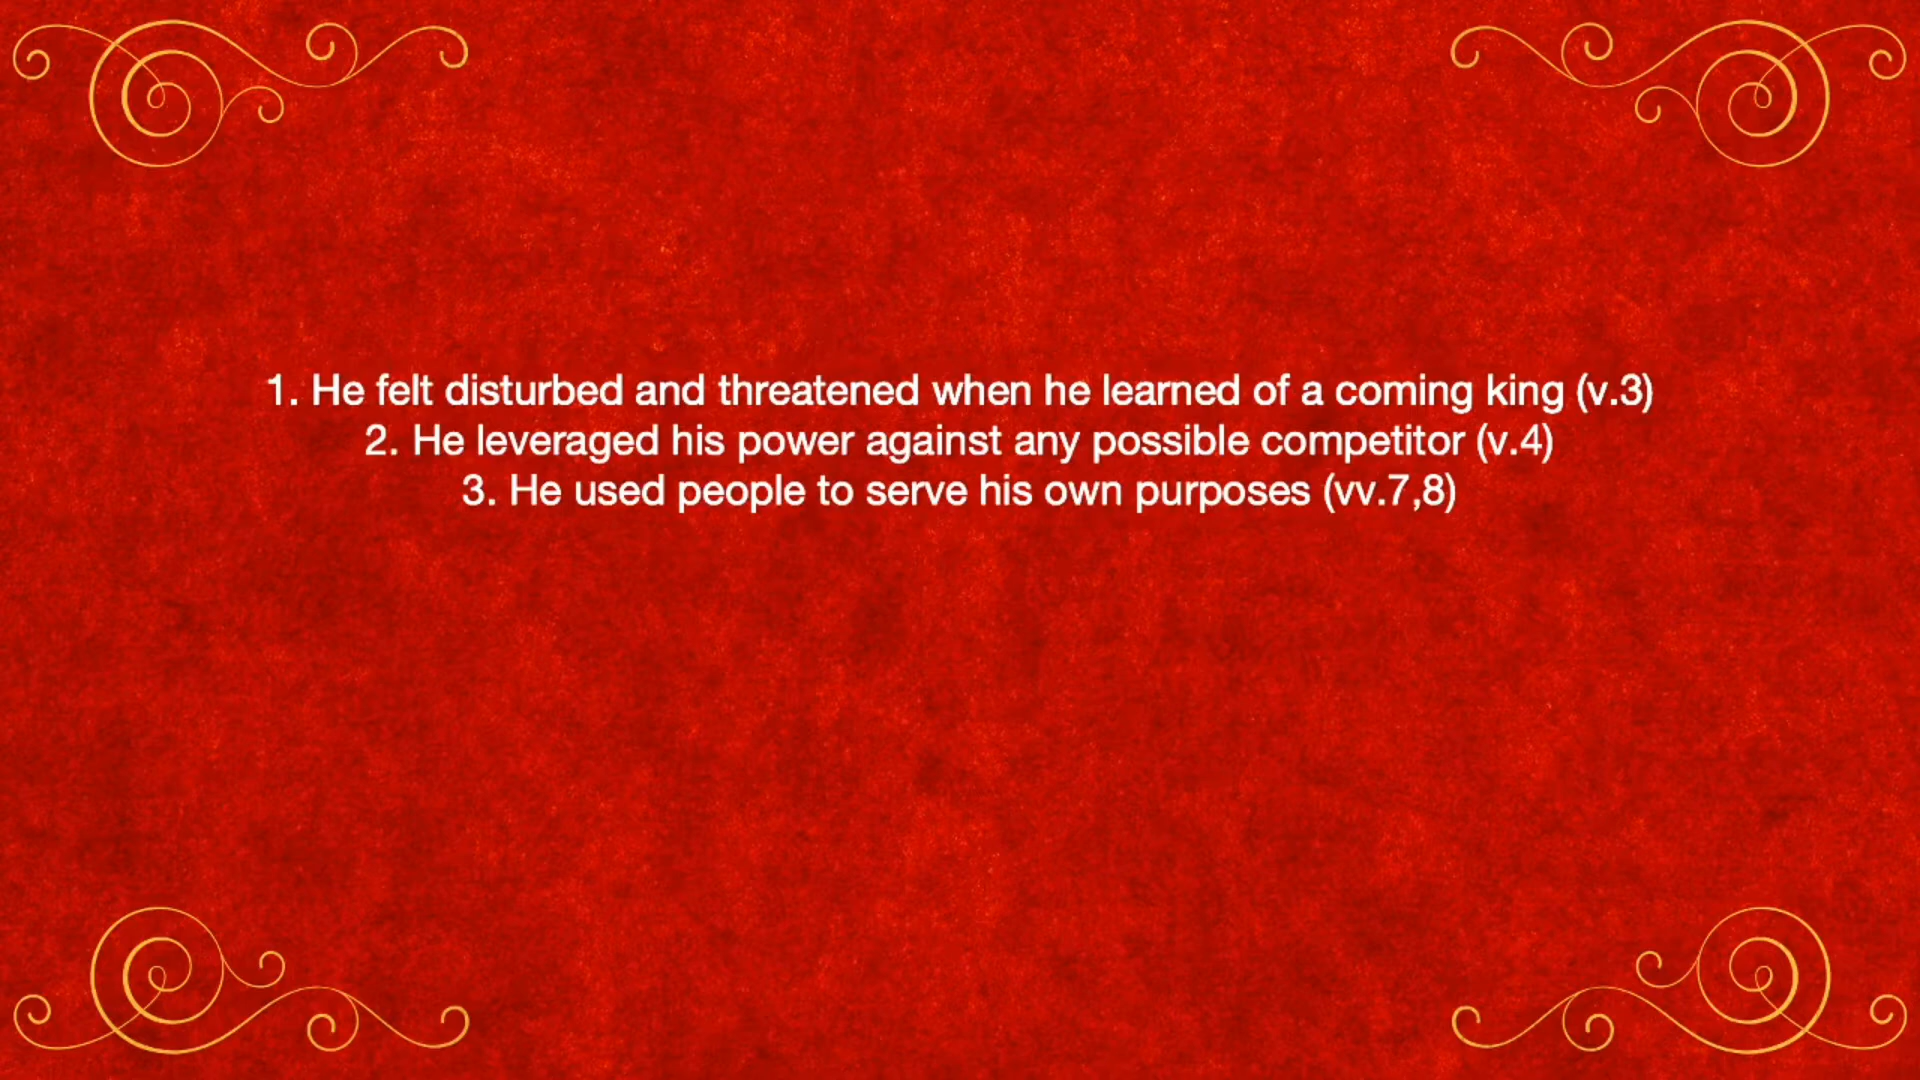 1. He felt disturbed and threatened when he learned of a coming king (v.3)
2. He leveraged his power against any possible competitor (v.4)
3. He used people to serve his own purposes (vv.7,8)